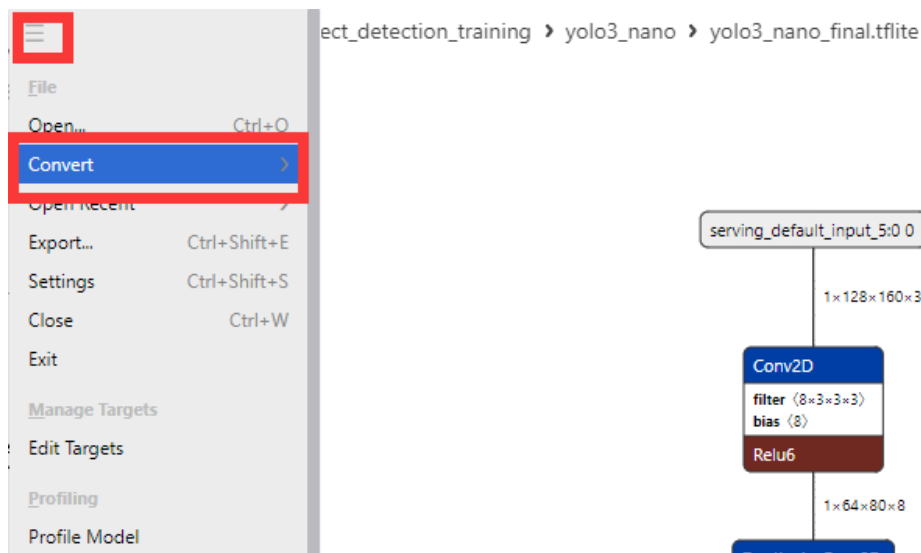 ect_detection_training > yolo3_nano > yolo3_nano_final.tflite
File
Open... Ctrl+O
Convert >
Open Recent >
Export... Ctrl+Shift+E
Settings Ctrl+Shift+S
Close Ctrl+W
Exit
Manage Targets
Edit Targets
Profiling
Profile Model
serving_default_input_5:0 0
1×128×160×3
Conv2D
filter ⟨8×3×3×3⟩
bias ⟨8⟩
Relu6
1×64×80×8